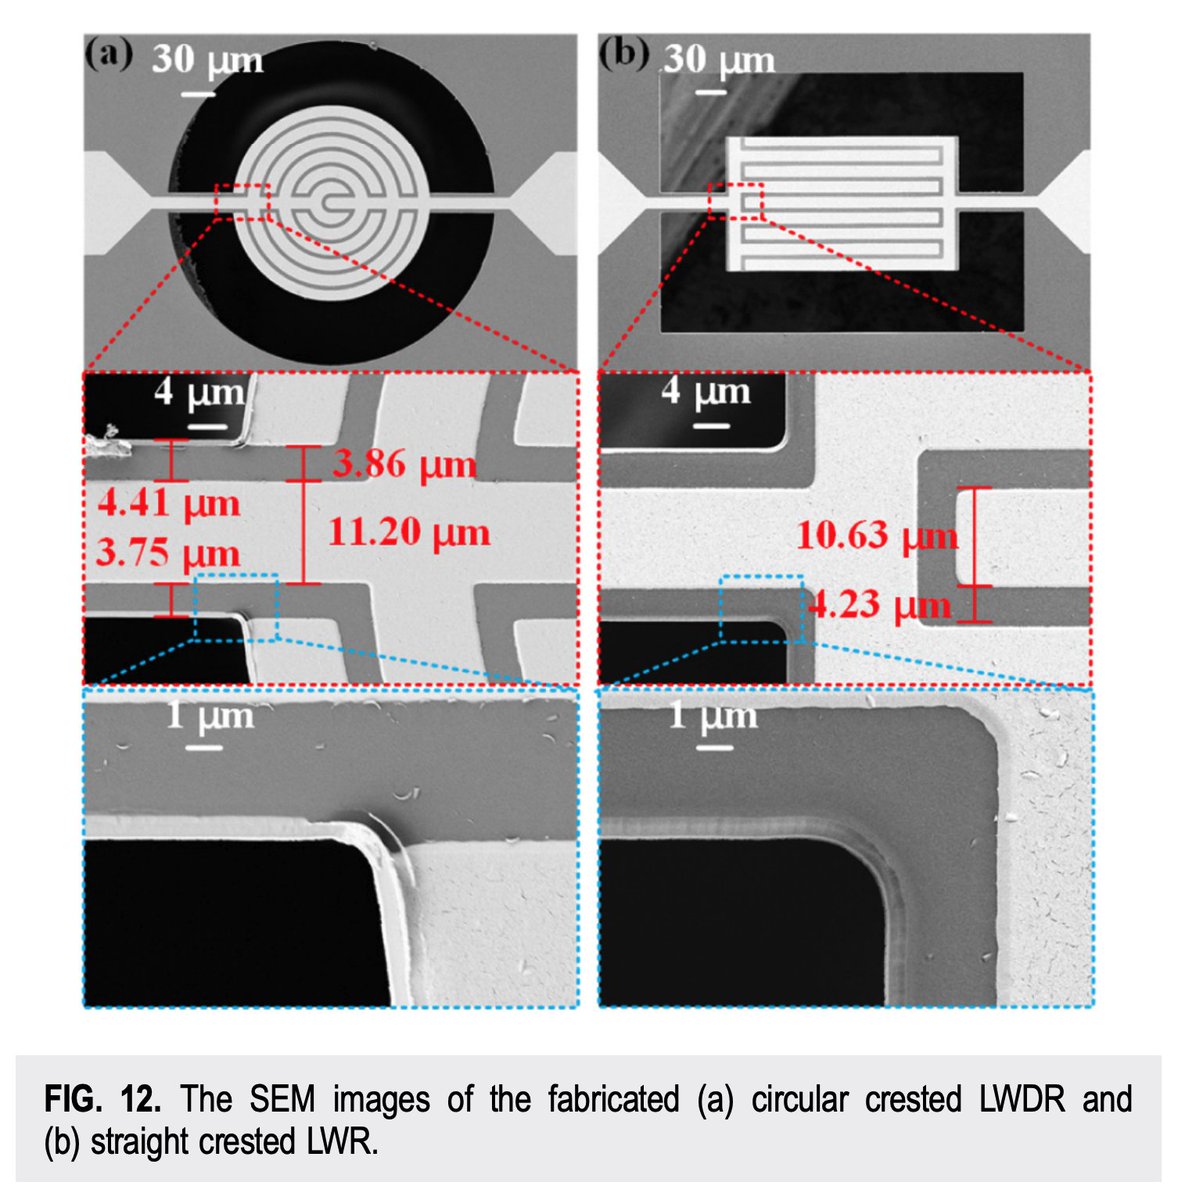 (a) 30 μm
(b) 30 μm
4 μm
3.86 μm
4.41 μm
11.20 μm
3.75 μm
4 μm
10.63 μm
4.23 μm
1 μm
1 μm
FIG. 12. The SEM images of the fabricated (a) circular crested LWDR and
(b) straight crested LWR.